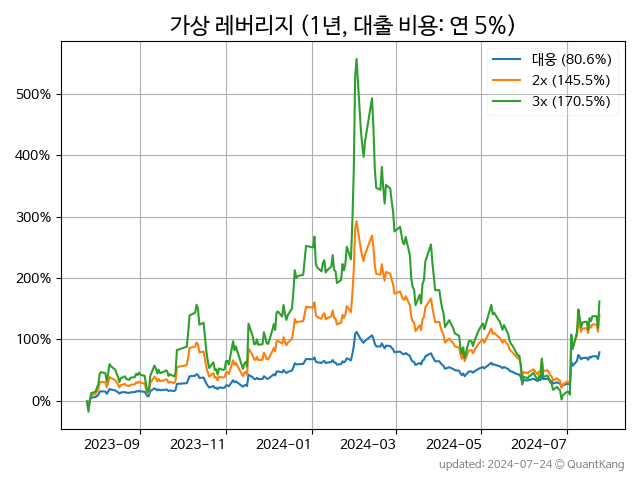 가상 레버리지 (1년, 대출 비용: 연 5%)
대웅 (80.6%)
2x (145.5%)
3x (170.5%)
500%
400%
300%
200%
100%
0%
2023-09 2023-11 2024-01 2024-03 2024-05 2024-07
updated: 2024-07-24 @ QuantKang